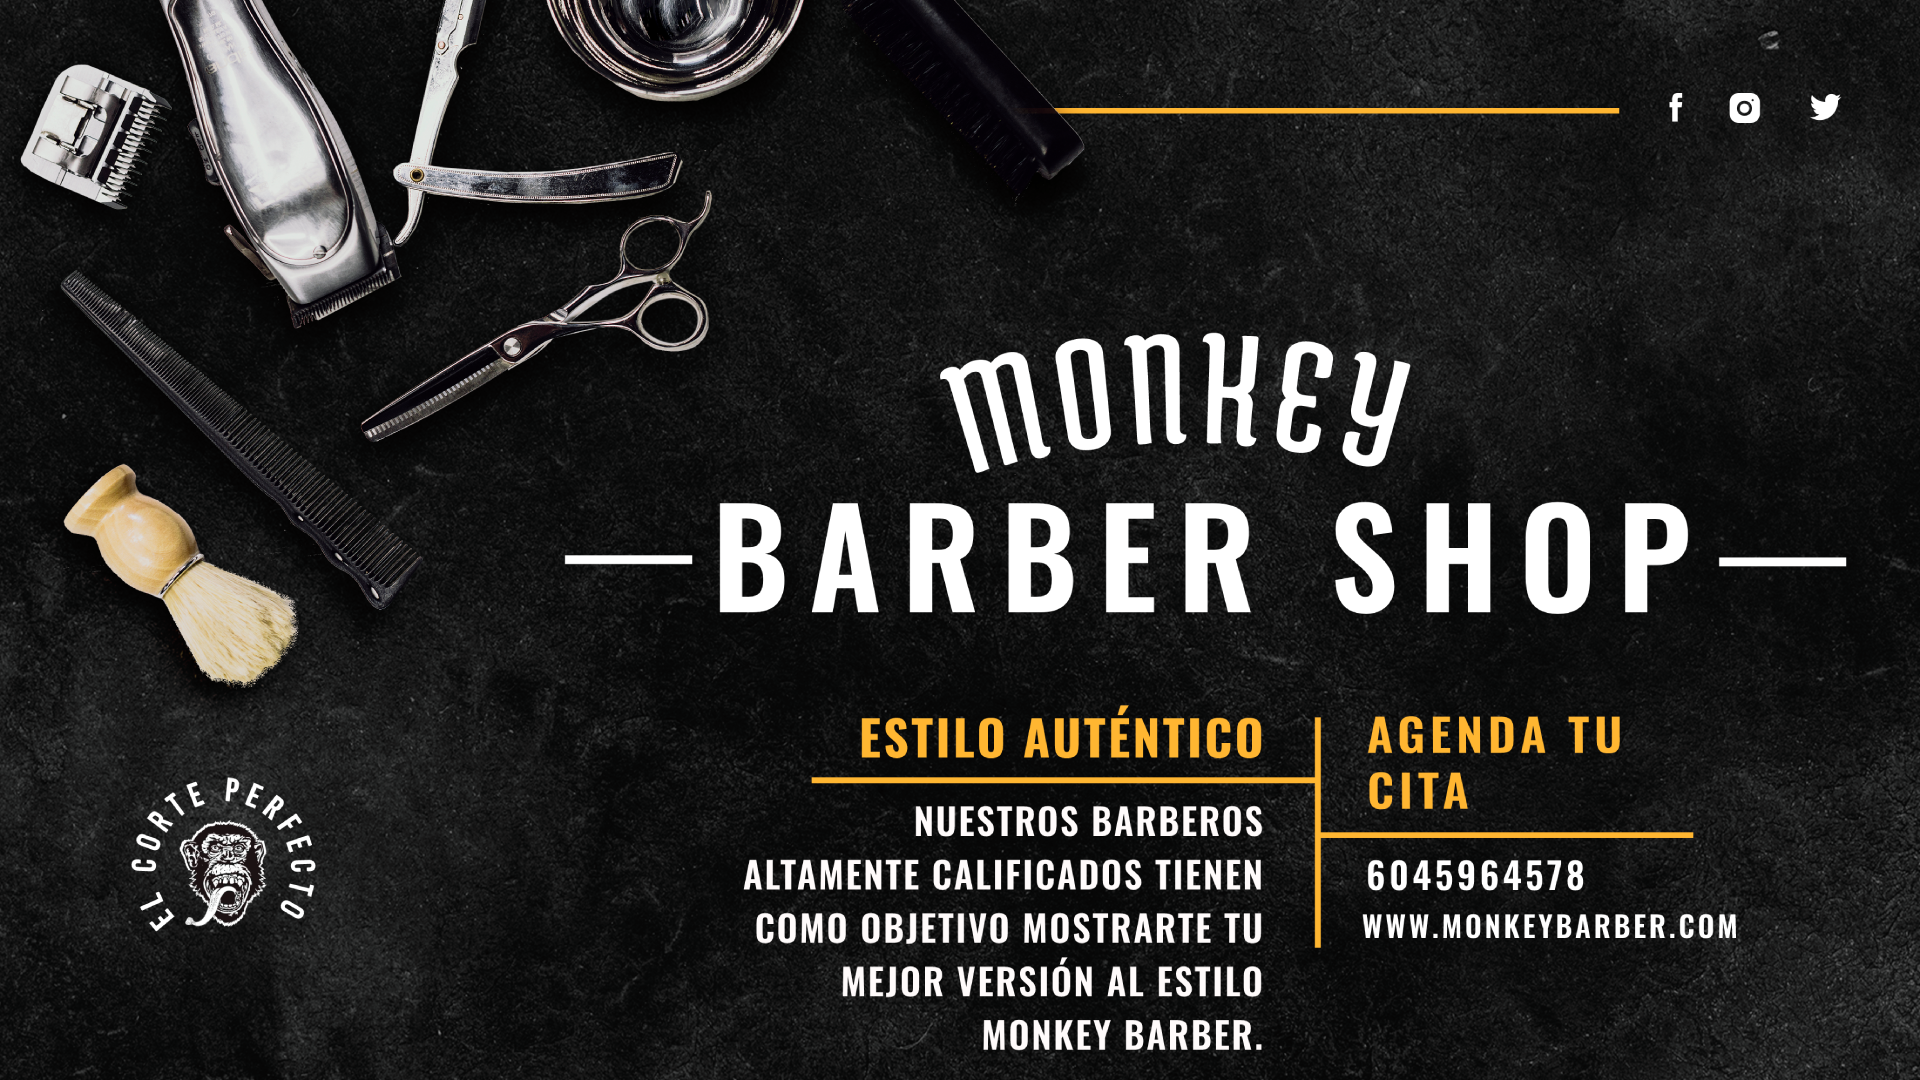 MONKEY
BARBER SHOP
ESTILO AUTÉNTICO
NUESTROS BARBEROS
ALTAMENTE CALIFICADOS TIENEN
COMO OBJETIVO MOSTRARTE TU
MEJOR VERSIÓN AL ESTILO
MONKEY BARBER.
AGENDA TU
CITA
6045964578
WWW.MONKEYBARBER.COM
EL CORTE PERFECTO